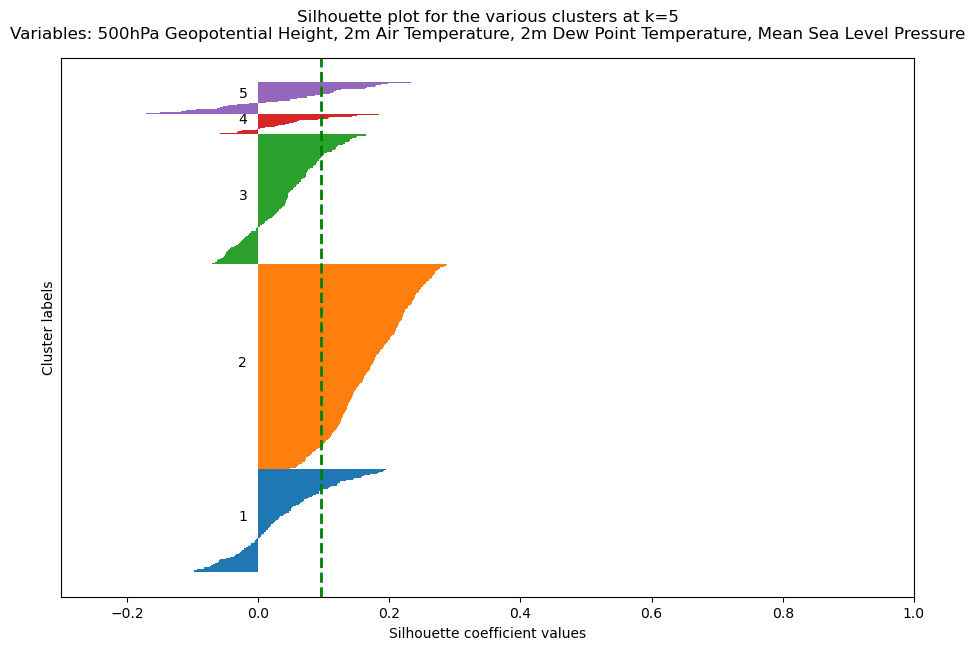 Silhouette plot for the various clusters at k=5
Variables: 500hPa Geopotential Height, 2m Air Temperature, 2m Dew Point Temperature, Mean Sea Level Pressure
5
4
3
2
1
Cluster labels
−0.2 0.0 0.2 0.4 0.6 0.8 1.0
Silhouette coefficient values